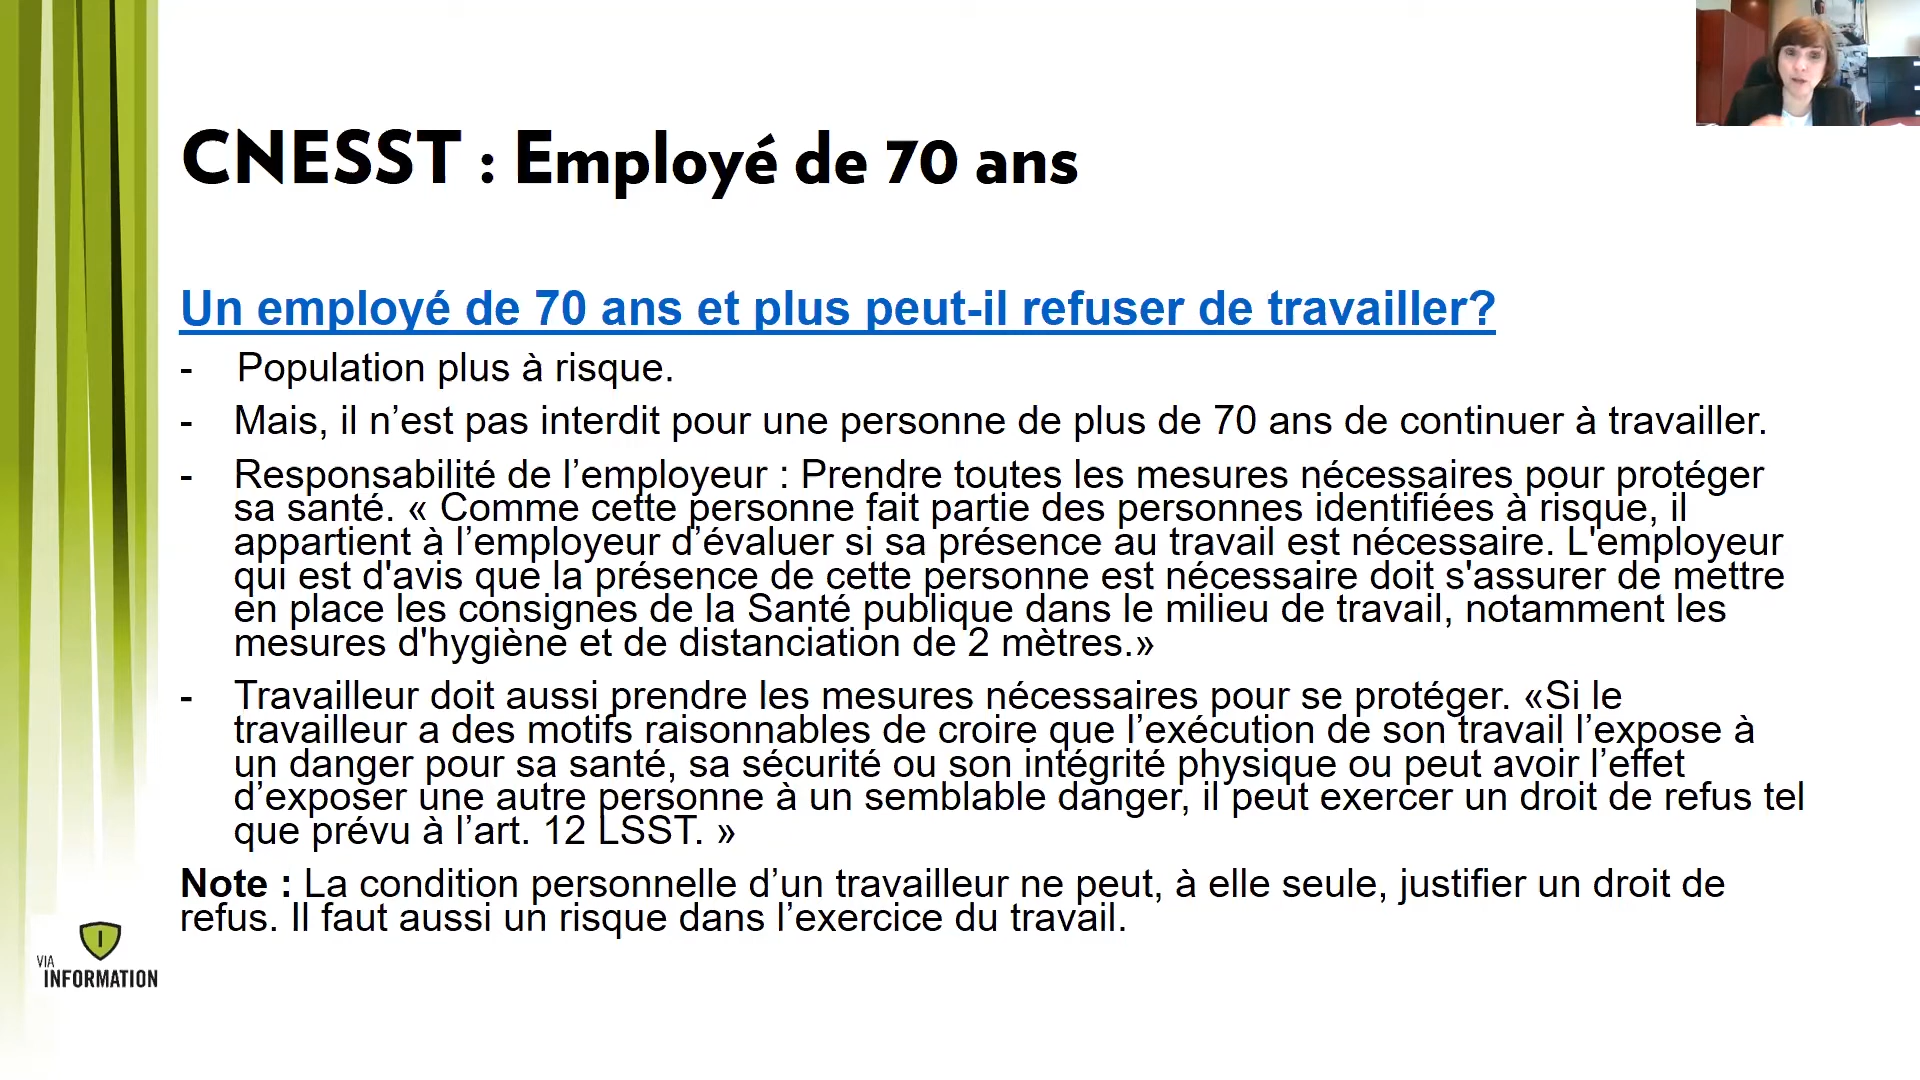 CNESST : Employé de 70 ans
Un employé de 70 ans et plus peut-il refuser de travailler?
- Population plus à risque.
- Mais, il n’est pas interdit pour une personne de plus de 70 ans de continuer à travailler.
- Responsabilité de l’employeur : Prendre toutes les mesures nécessaires pour protéger
sa santé. « Comme cette personne fait partie des personnes identifiées à risque, il
appartient à l’employeur d’évaluer si sa présence au travail est nécessaire. L'employeur
qui est d'avis que la présence de cette personne est nécessaire doit s'assurer de mettre
en place les consignes de la Santé publique dans le milieu de travail, notamment les
mesures d'hygiène et de distanciation de 2 mètres.»
- Travailleur doit aussi prendre les mesures nécessaires pour se protéger. «Si le
travailleur a des motifs raisonnables de croire que l’exécution de son travail l’expose à
un danger pour sa santé, sa sécurité ou son intégrité physique ou peut avoir l’effet
d’exposer une autre personne à un semblable danger, il peut exercer un droit de refus tel
que prévu à l’art. 12 LSST. »
Note : La condition personnelle d’un travailleur ne peut, à elle seule, justifier un droit de
refus. Il faut aussi un risque dans l’exercice du travail.
I
VIA
INFORMATION